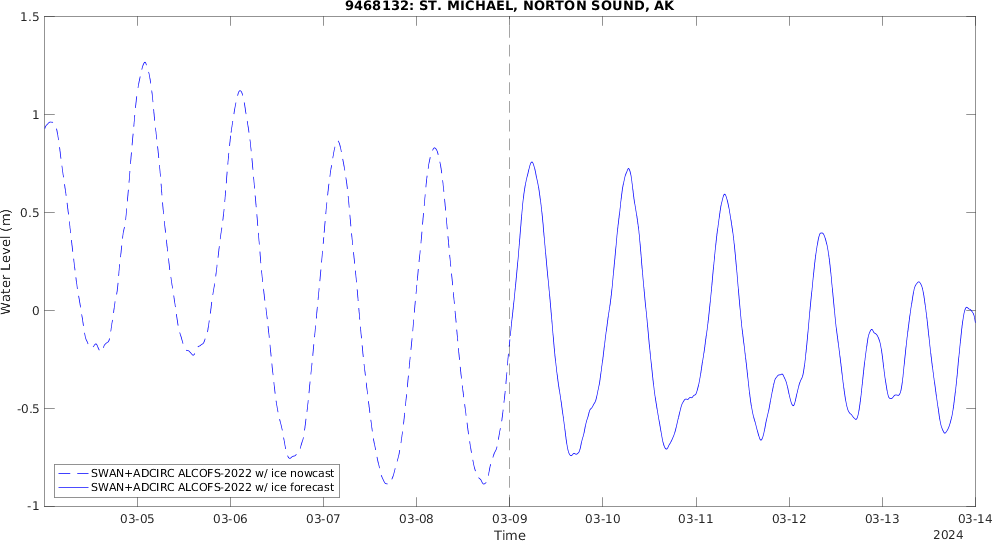 9468132: ST. MICHAEL, NORTON SOUND, AK
1.5
1
0.5
0
-0.5
-1
Water Level (m)
SWAN+ADCIRC ALCOFS-2022 w/ ice nowcast
SWAN+ADCIRC ALCOFS-2022 w/ ice forecast
03-05 03-06 03-07 03-08 03-09 03-10 03-11 03-12 03-13 03-14
Time
2024